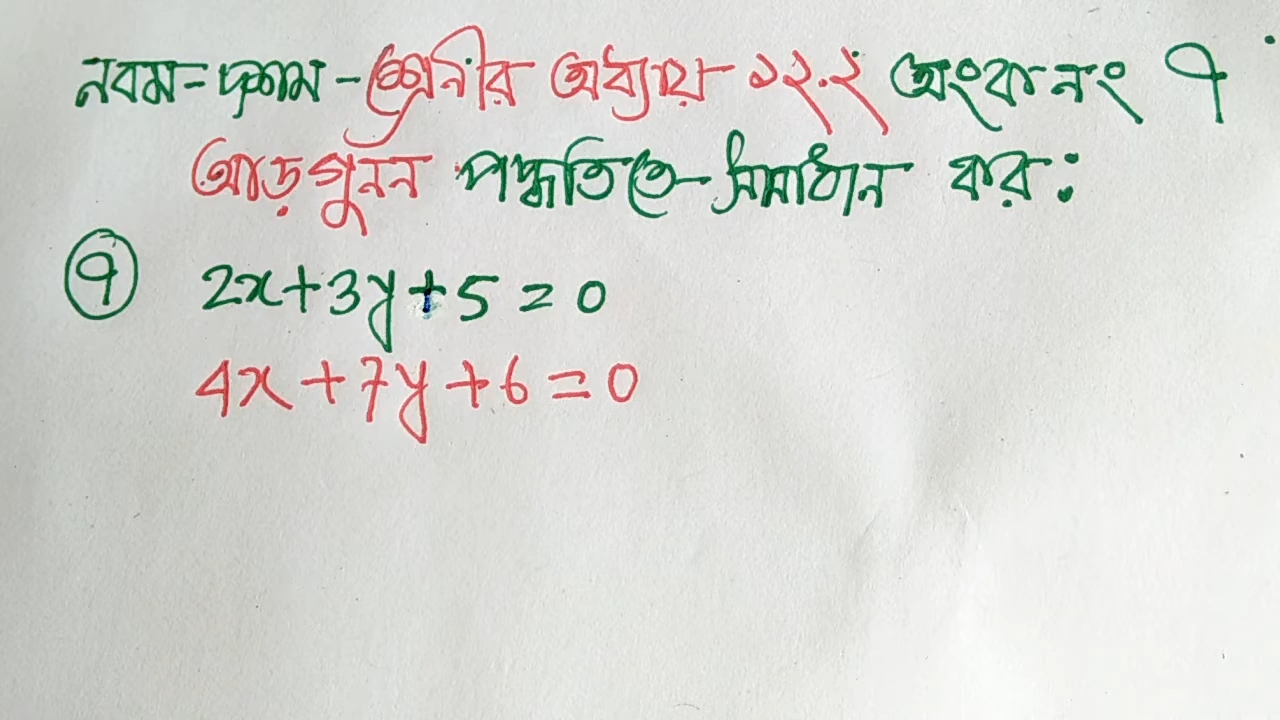 নবম-দশম-শ্রেনীর অধ্যায়-১২.২ অংক নং ৭
আড়গুনন পদ্ধতিতে-সমাধান কর:
৭ 2x+3y+5=0
4x+7y+6=0